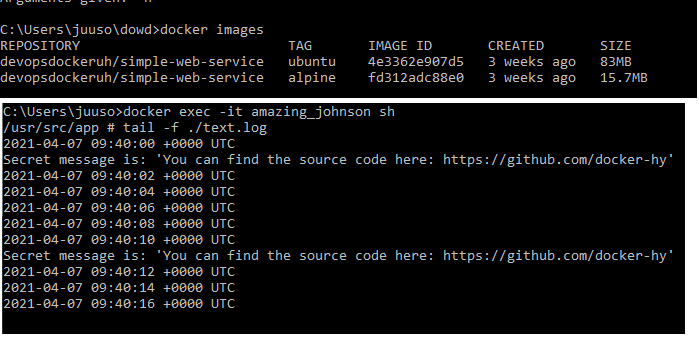 C:\Users\juuso>docker images
REPOSITORY TAG IMAGE ID CREATED SIZE
devopsdockeruh/simple-web-service ubuntu 4e3362e907d5 3 weeks ago 83MB
devopsdockeruh/simple-web-service alpine fd312adc88e0 3 weeks ago 15.7MB
C:\Users\juuso>docker exec -it amazing_johnson sh
/usr/src/app # tail -f ./text.log
2021-04-07 09:40:00 +0000 UTC
Secret message is: 'You can find the source code here: https://github.com/docker-hy'
2021-04-07 09:40:02 +0000 UTC
2021-04-07 09:40:04 +0000 UTC
2021-04-07 09:40:06 +0000 UTC
2021-04-07 09:40:08 +0000 UTC
2021-04-07 09:40:10 +0000 UTC
Secret message is: 'You can find the source code here: https://github.com/docker-hy'
2021-04-07 09:40:12 +0000 UTC
2021-04-07 09:40:14 +0000 UTC
2021-04-07 09:40:16 +0000 UTC